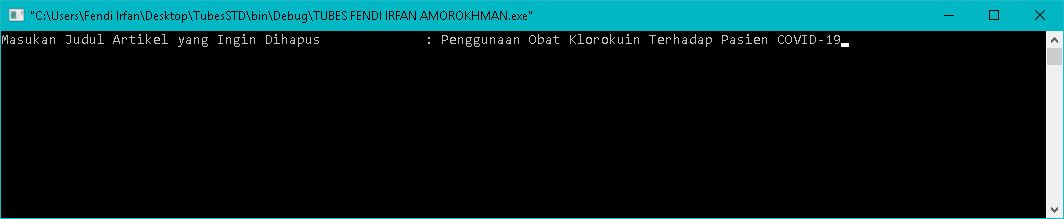 "C:\Users\Fendi Irfan\Desktop\TubesSTD\bin\Debug\TUBES FENDI IRFAN AMOROKHMAN.exe"
Masukan Judul Artikel yang Ingin Dihapus : Penggunaan Obat Klorokuin Terhadap Pasien COVID-19